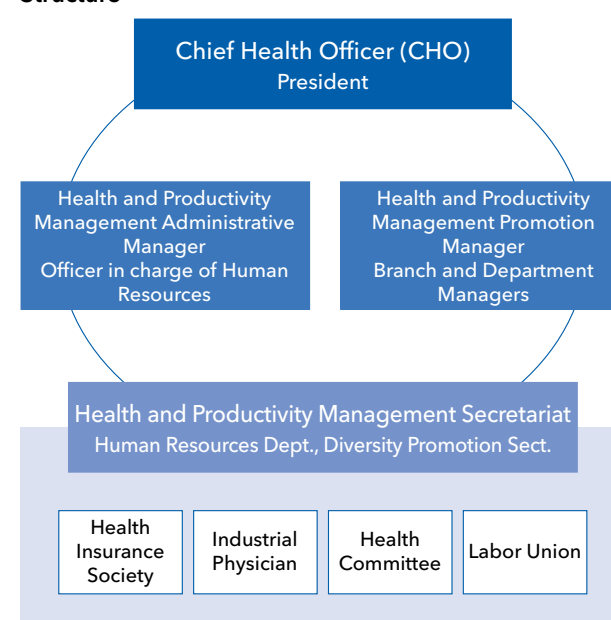 Structure
Chief Health Officer (CHO)
President
Health and Productivity
Management Administrative
Manager
Officer in charge of Human
Resources
Health and Productivity
Management Promotion
Manager
Branch and Department
Managers
Health and Productivity Management Secretariat
Human Resources Dept., Diversity Promotion Sect.
Health
Insurance
Society
Industrial
Physician
Health
Committee
Labor Union